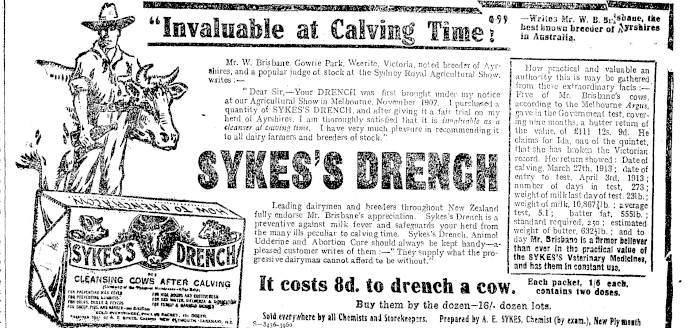 "Invaluable at Calving Time"
—Writes Mr. W. B. Brisbane, the
best known breeder of Ayrshires
in Australia.
Mr. W. Brisbane, Gowrie Park, Weerite, Victoria, noted breeder of Ayr-
shires, and a popular judge of stock at the Sydney Royal Agricultural Show,
writes:—
"Dear Sir,—Your DRENCH was first brought under my notice
at our Agricultural Show in Melbourne, November 1907. I purchased a
quantity of SYKES'S DRENCH, and after giving it a fair trial on my
herd of Ayrshires, I am thoroughly satisfied that it is invaluable as a
cleanser at calving time. I have very much pleasure in recommending it
to all dairy farmers and breeders of stock."
SYKES'S DRENCH
Leading dairymen and breeders throughout New Zealand
fully endorse Mr. Brisbane's appreciation. Sykes's Drench is a
preventive against milk fever and safeguards your herd from
the many ills peculiar to calving time. Sykes's Drench, Animal
Udderine and Abortion Cure should always be kept handy—a
pleased customer writes of them:—"They supply what the pro-
gressive dairyman cannot afford to be without."
How practical and valuable an
authority this is may be gathered
from these extraordinary facts:—
Five of Mr. Brisbane's cows,
according to the Melbourne Argus,
gave in the Government test, cover-
ing nine months, a butter return of
the value of £111 12s. 9d. He
claims for Ida, one of the quintet,
that she has broken the Victorian
record. Her return showed: Date of
calving, March 27th, 1913; date of
entry to test, April 3rd, 1913;
number of days in test, 273;
weight of milk last day of test, 23lb;
weight of milk, 10,867¾lb; average
test, 5.1; butter fat, 555lb;
standard required, 250; estimated
weight of butter, 632½lb; and to-
day Mr. Brisbane is a firmer believer
than ever in the practical value of
the SYKES'S Veterinary Medicines,
and has them in constant use.
SYKES'S DRENCH
FOR
CLEANSING COWS AFTER CALVING
FOR PREVENTING MILK FEVER
It costs 8d. to drench a cow.
Each packet, 1/6 each,
contains two doses.
Buy them by the dozen—16/- dozen lots.
Sold everywhere by all Chemists and Storekeepers. Prepared by A. E. SYKES, Chemist (by exam.), New Plymouth